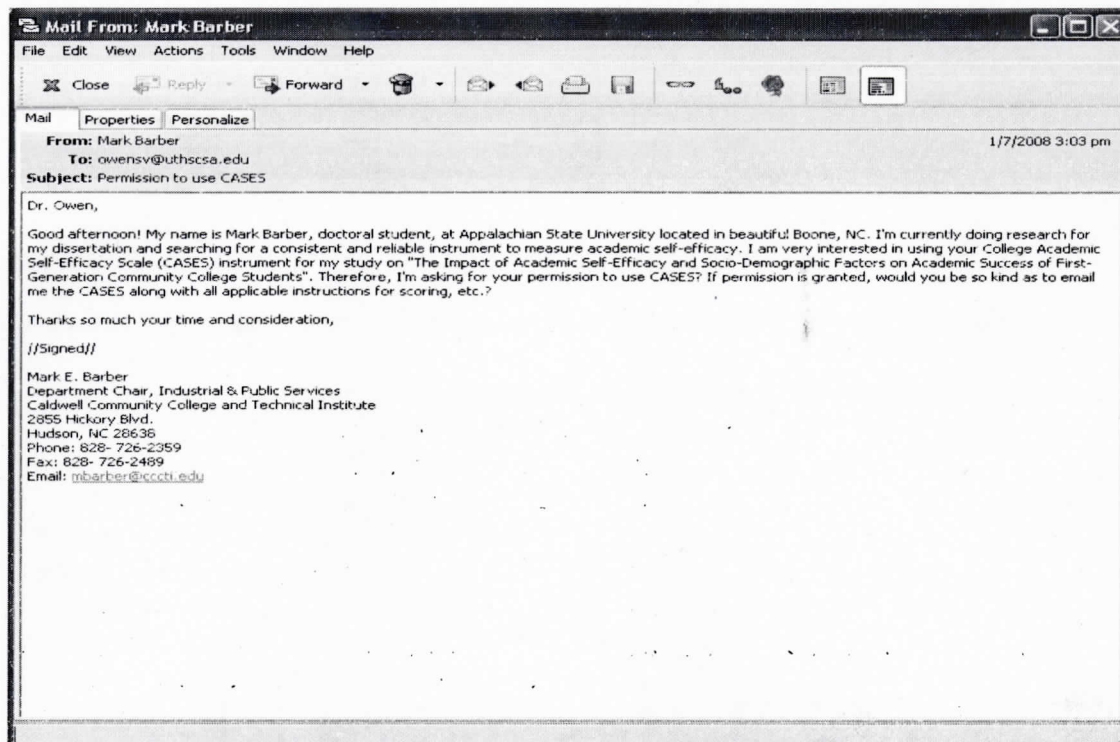 Mail From: Mark Barber
File Edit View Actions Tools Window Help
Close Reply Forward
Mail Properties Personalize
From: Mark Barber 1/7/2008 3:03 pm
To: owensv@uthscsa.edu
Subject: Permission to use CASES
Dr. Owen,
Good afternoon! My name is Mark Barber, doctoral student, at Appalachian State University located in beautiful Boone, NC. I'm currently doing research for
my dissertation and searching for a consistent and reliable instrument to measure academic self-efficacy. I am very interested in using your College Academic
Self-Efficacy Scale (CASES) instrument for my study on "The Impact of Academic Self-Efficacy and Socio-Demographic Factors on Academic Success of First-
Generation Community College Students". Therefore, I'm asking for your permission to use CASES? If permission is granted, would you be so kind as to email
me the CASES along with all applicable instructions for scoring, etc.?
Thanks so much your time and consideration,
//Signed//
Mark E. Barber
Department Chair, Industrial & Public Services
Caldwell Community College and Technical Institute
2855 Hickory Blvd.
Hudson, NC 28638
Phone: 828- 726-2359
Fax: 828- 726-2489
Email: mbarber@cccti.edu